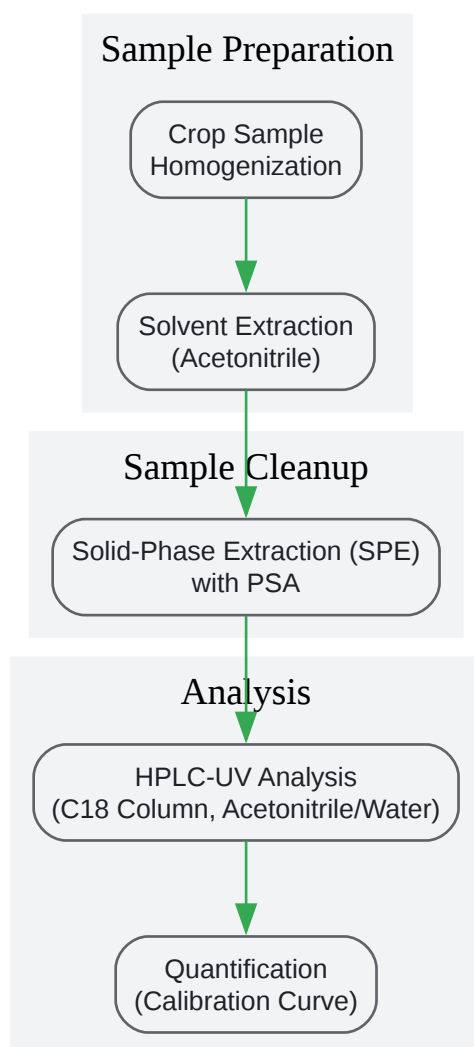 Sample Preparation
Crop Sample
Homogenization
Solvent Extraction
(Acetonitrile)
Sample Cleanup
Solid-Phase Extraction (SPE)
with PSA
Analysis
HPLC-UV Analysis
(C18 Column, Acetonitrile/Water)
Quantification
(Calibration Curve)